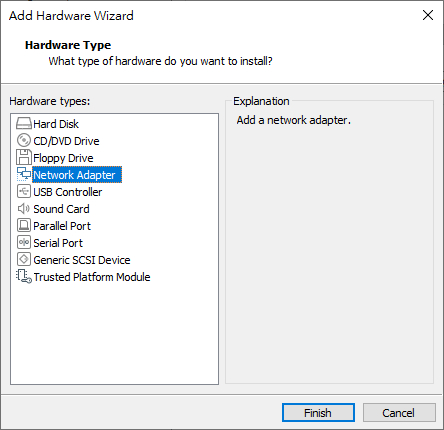 Add Hardware Wizard
Hardware Type
What type of hardware do you want to install?
Hardware types:
Hard Disk
CD/DVD Drive
Floppy Drive
Network Adapter
USB Controller
Sound Card
Parallel Port
Serial Port
Generic SCSI Device
Trusted Platform Module
Explanation
Add a network adapter.
Finish
Cancel